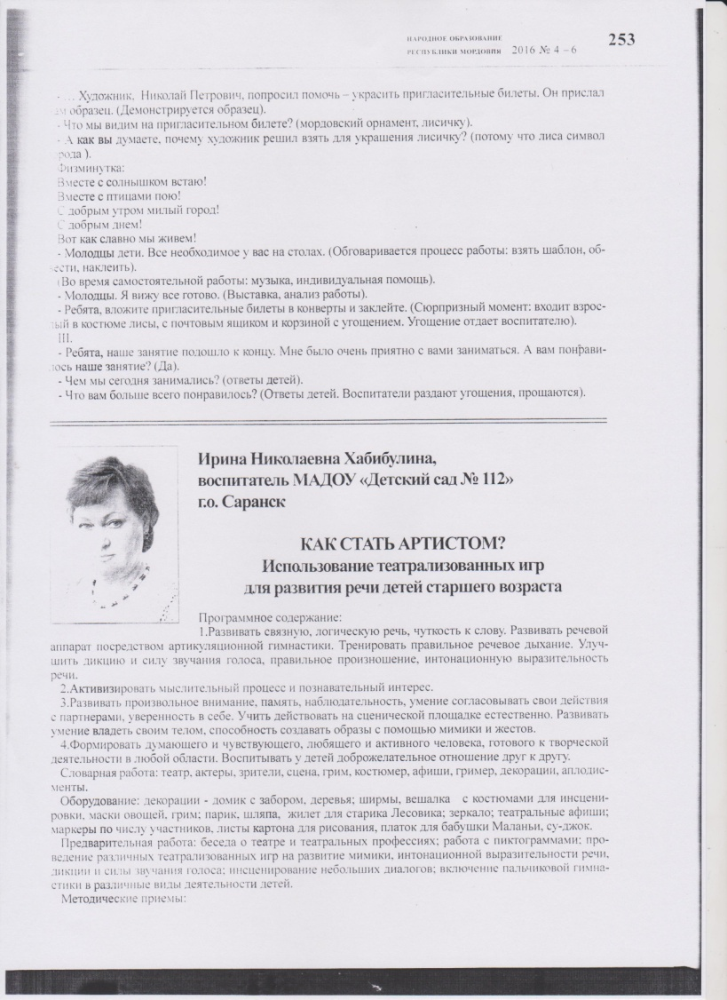 НАРОДНОЕ ОБРАЗОВАНИЕ
РЕСПУБЛИКИ МОРДОВИЯ 2016 № 4 – 6
253
- ... Художник, Николай Петрович, попросил помочь – украсить пригласительные билеты. Он прислал
образец. (Демонстрируется образец).
- Что мы видим на пригласительном билете? (мордовский орнамент, лисичку).
- А как вы думаете, почему художник решил взять для украшения лисичку? (потому что лиса символ
рода ).
Физминутка:
Вместе с солнышком встаю!
Вместе с птицами пою!
С добрым утром милый город!
С добрым днем!
Вот как славно мы живем!
- Молодцы дети. Все необходимое у вас на столах. (Обговаривается процесс работы: взять шаблон, об-
вести, наклеить).
(Во время самостоятельной работы: музыка, индивидуальная помощь).
- Молодцы. Я вижу все готово. (Выставка, анализ работы).
- Ребята, вложите пригласительные билеты в конверты и заклейте. (Сюрпризный момент: входит взрос-
лый в костюме лисы, с почтовым ящиком и корзиной с угощением. Угощение отдает воспитателю).
III.
- Ребята, наше занятие подошло к концу. Мне было очень приятно с вами заниматься. А вам понрави-
лось наше занятие? (Да).
- Чем мы сегодня занимались? (ответы детей).
- Что вам больше всего понравилось? (Ответы детей. Воспитатели раздают угощения, прощаются).
Ирина Николаевна Хабибулина,
воспитатель МАДОУ «Детский сад № 112»
г.о. Саранск
КАК СТАТЬ АРТИСТОМ?
Использование театрализованных игр
для развития речи детей старшего возраста
Программное содержание:
1.Развивать связную, логическую речь, чуткость к слову. Развивать речевой
аппарат посредством артикуляционной гимнастики. Тренировать правильное речевое дыхание. Улуч-
шить дикцию и силу звучания голоса, правильное произношение, интонационную выразительность
речи.
2.Активизировать мыслительный процесс и познавательный интерес.
3.Развивать произвольное внимание, память, наблюдательность, умение согласовывать свои действия
с партнерами, уверенность в себе. Учить действовать на сценической площадке естественно. Развивать
умение владеть своим телом, способность создавать образы с помощью мимики и жестов.
4.Формировать думающего и чувствующего, любящего и активного человека, готового к творческой
деятельности в любой области. Воспитывать у детей доброжелательное отношение друг к другу.
Словарная работа: театр, актеры, зрители, сцена, грим, костюмер, афиши, гример, декорации, аплодис-
менты.
Оборудование: декорации - домик с забором, деревья; ширмы, вешалка с костюмами для инсцени-
ровки, маски овощей, грим; парик, шляпа, жилет для старика Лесовика; зеркало; театральные афиши;
маркеры по числу участников, листы картона для рисования, платок для бабушки Маланьи, су-джок.
Предварительная работа: беседа о театре и театральных профессиях; работа с пиктограммами; про-
ведение различных театрализованных игр на развитие мимики, интонационной выразительности речи,
дикции и силы звучания голоса; инсценирование небольших диалогов; включение пальчиковой гимна-
стики в различные виды деятельности детей.
Методические приемы: